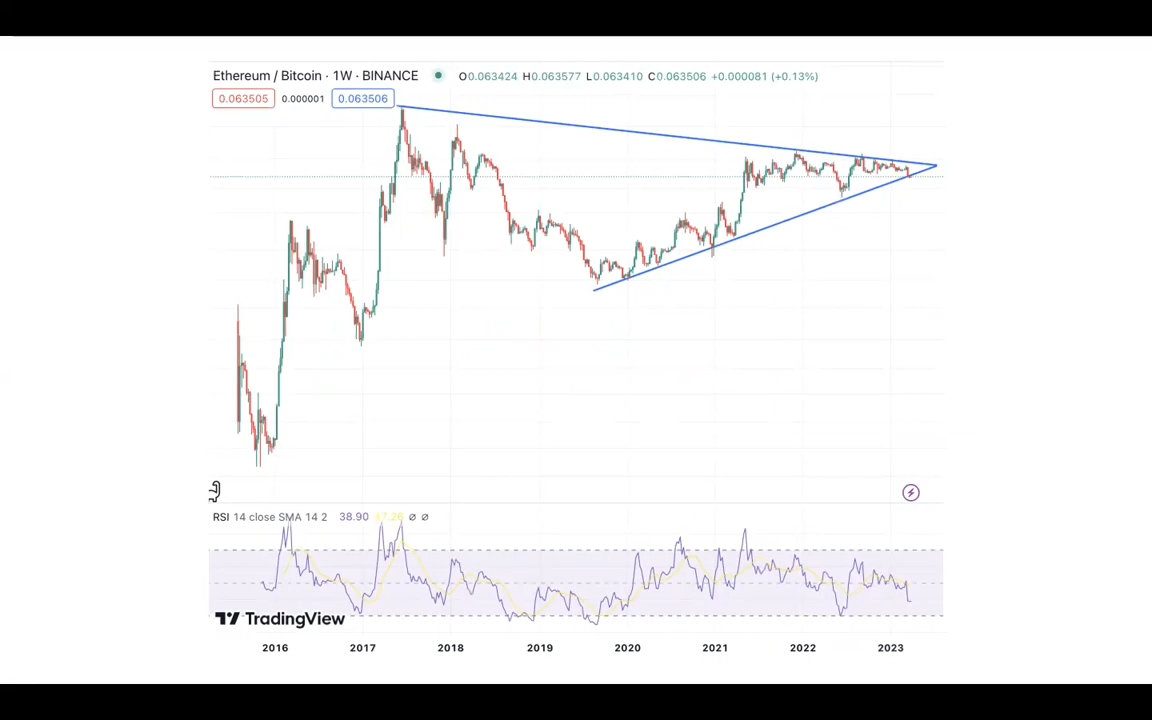 Ethereum / Bitcoin · 1W · BINANCE O0.063424 H0.063577 L0.063410 C0.063506 +0.000081 (+0.13%)
0.063505 0.000001 0.063506
RSI 14 close SMA 14 2 38.90 47.26 ∅ ∅
TradingView
2016 2017 2018 2019 2020 2021 2022 2023